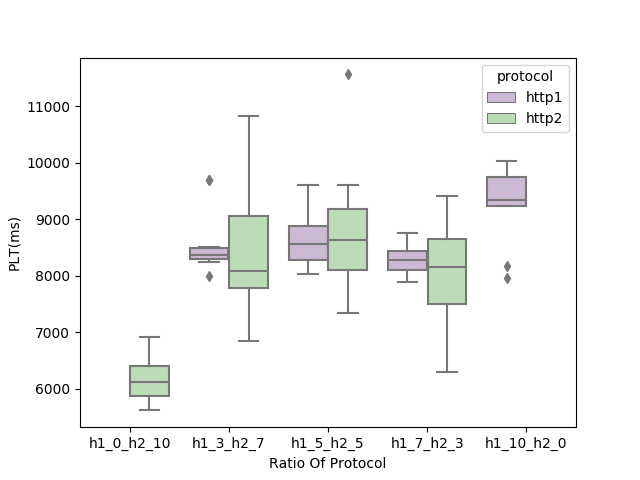 protocol
http1
http2
PLT(ms)
11000
10000
9000
8000
7000
6000
h1_0_h2_10 h1_3_h2_7 h1_5_h2_5 h1_7_h2_3 h1_10_h2_0
Ratio Of Protocol